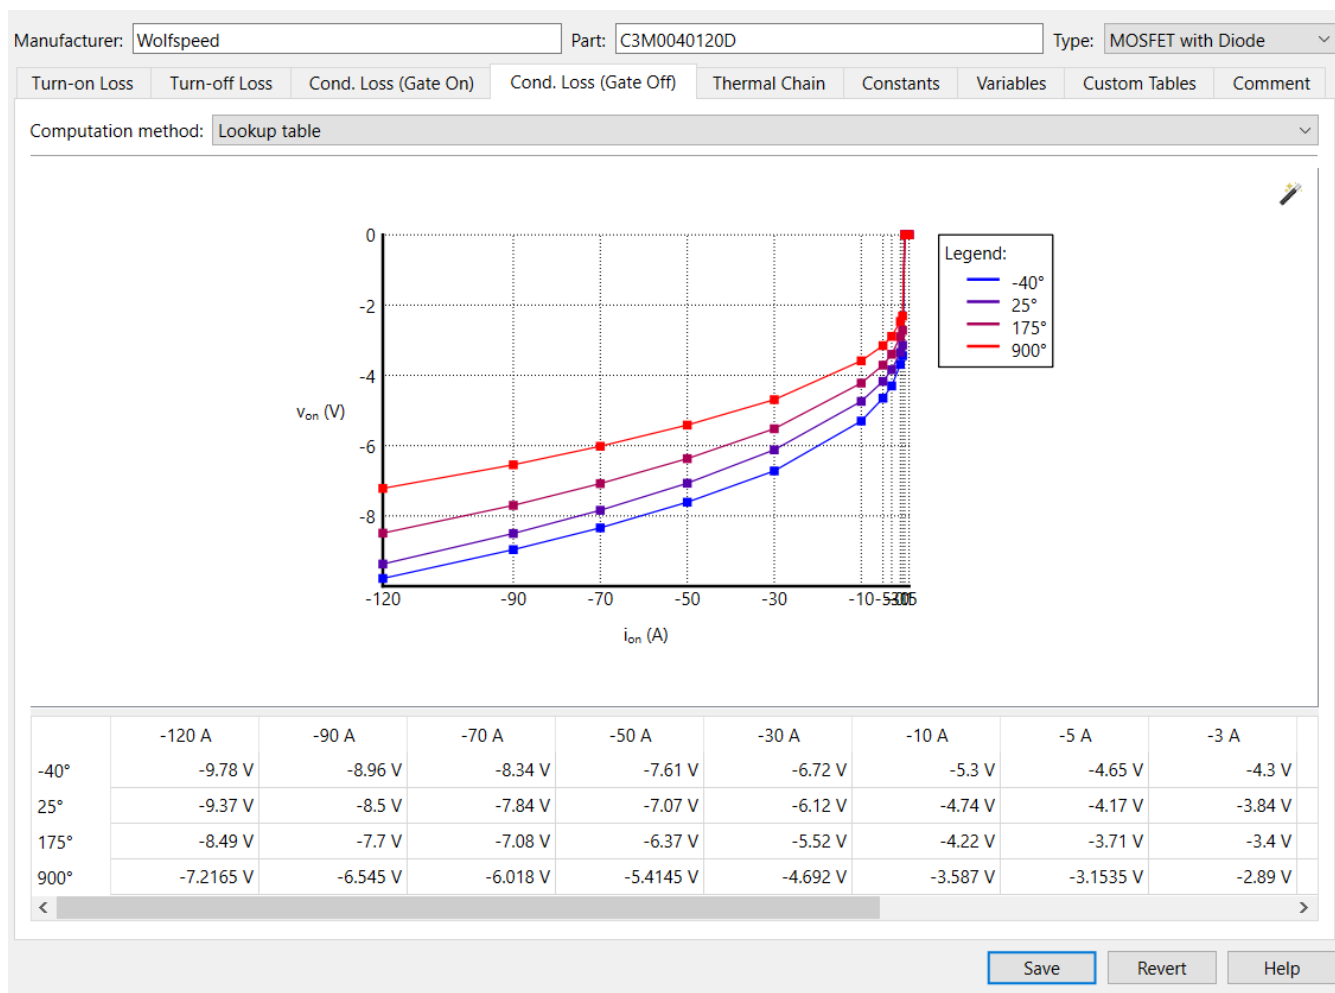 Manufacturer: Wolfspeed Part: C3M0040120D Type: MOSFET with Diode
Turn-on Loss Turn-off Loss Cond. Loss (Gate On) Cond. Loss (Gate Off) Thermal Chain Constants Variables Custom Tables Comment
Computation method: Lookup table
0
-2
-4
-6
-8
von (V)
Legend:
-40°
25°
175°
900°
-120 -90 -70 -50 -30 -10 -5
ion (A)
-120 A -90 A -70 A -50 A -30 A -10 A -5 A -3 A
-40° -9.78 V -8.96 V -8.34 V -7.61 V -6.72 V -5.3 V -4.65 V -4.3 V
25° -9.37 V -8.5 V -7.84 V -7.07 V -6.12 V -4.74 V -4.17 V -3.84 V
175° -8.49 V -7.7 V -7.08 V -6.37 V -5.52 V -4.22 V -3.71 V -3.4 V
900° -7.2165 V -6.545 V -6.018 V -5.4145 V -4.692 V -3.587 V -3.1535 V -2.89 V
Save Revert Help